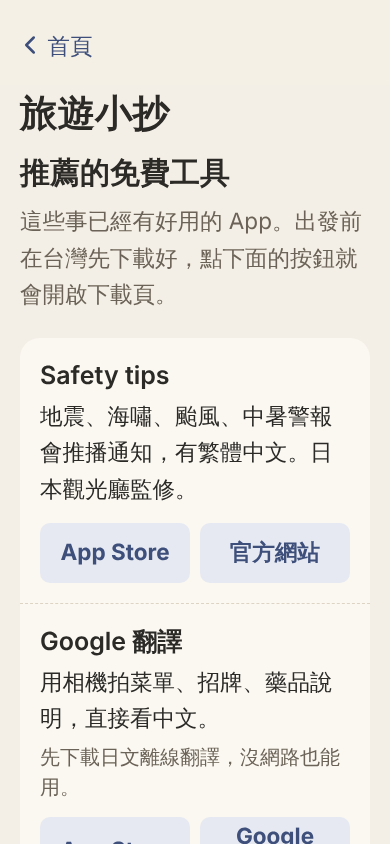 首頁
旅遊小抄
推薦的免費工具
這些事已經有好用的 App。出發前
在台灣先下載好，點下面的按鈕就
會開啟下載頁。
Safety tips
地震、海嘯、颱風、中暑警報
會推播通知，有繁體中文。日
本觀光廳監修。
App Store
官方網站
Google 翻譯
用相機拍菜單、招牌、藥品說
明，直接看中文。
先下載日文離線翻譯，沒網路也能
用。
Google